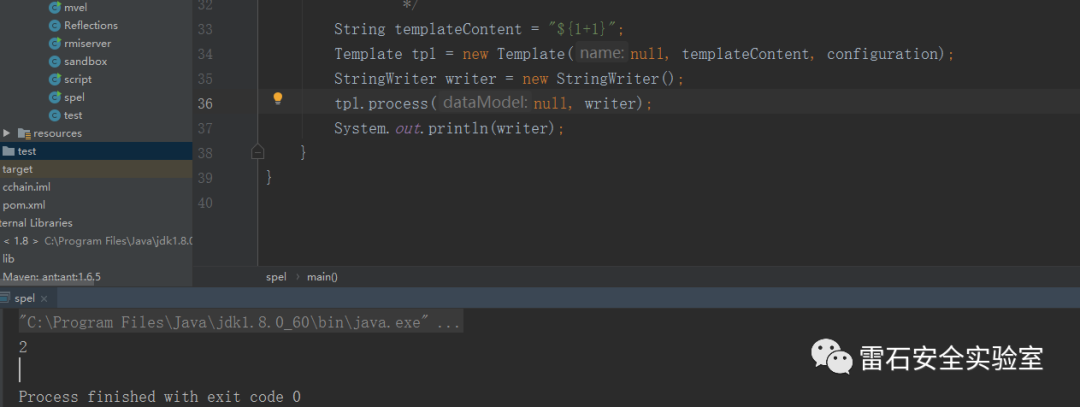 mvel
Reflections
rmiserver
sandbox
script
spel
test
resources
test
target
cchain.iml
pom.xml
ternal Libraries
< 1.8 > C:\Program Files\Java\jdk1.8.0
lib
Maven: ant:ant:1.6.5
32 */
33 String templateContent = "${1+1}";
34 Template tpl = new Template( name: null, templateContent, configuration);
35 StringWriter writer = new StringWriter();
36 tpl.process( dataModel: null, writer);
37 System.out.println(writer);
38 }
39 }
40
spel › main()
spel ×
"C:\Program Files\Java\jdk1.8.0_60\bin\java.exe" ...
2
Process finished with exit code 0
雷石安全实验室